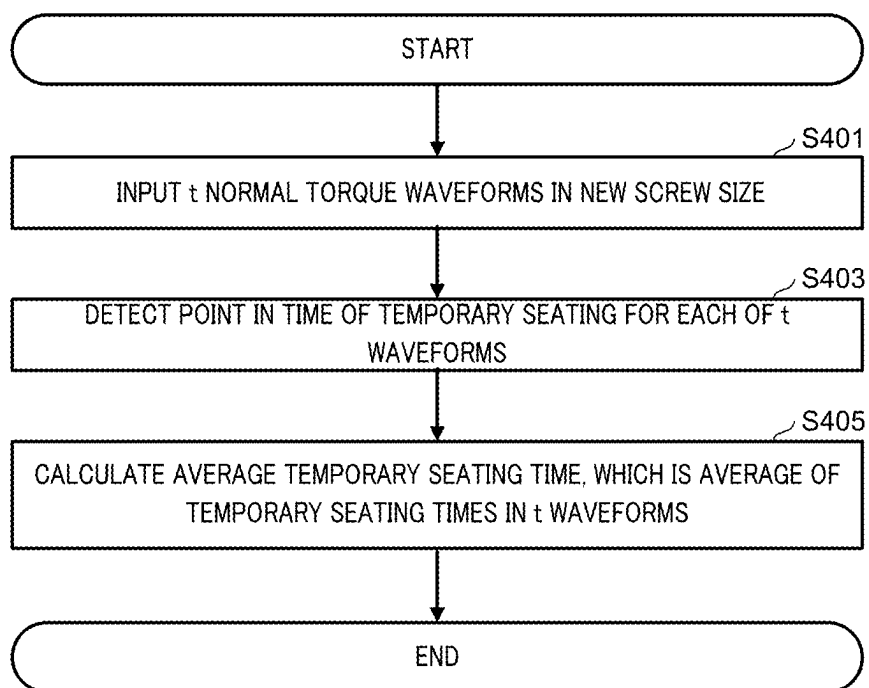 START
S401
INPUT t NORMAL TORQUE WAVEFORMS IN NEW SCREW SIZE
S403
DETECT POINT IN TIME OF TEMPORARY SEATING FOR EACH OF t
WAVEFORMS
S405
CALCULATE AVERAGE TEMPORARY SEATING TIME, WHICH IS AVERAGE OF
TEMPORARY SEATING TIMES IN t WAVEFORMS
END